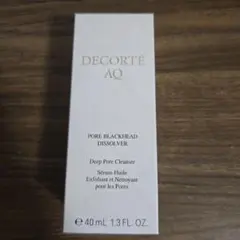 DECORTÉ
AQ
PORE BLACKHEAD
DISSOLVER
Deep Pore Cleanser
Sérum-Huile
Exfoliant et Nettoyant
pour les Pores
℮ 40 mL 1.3 FL. OZ.